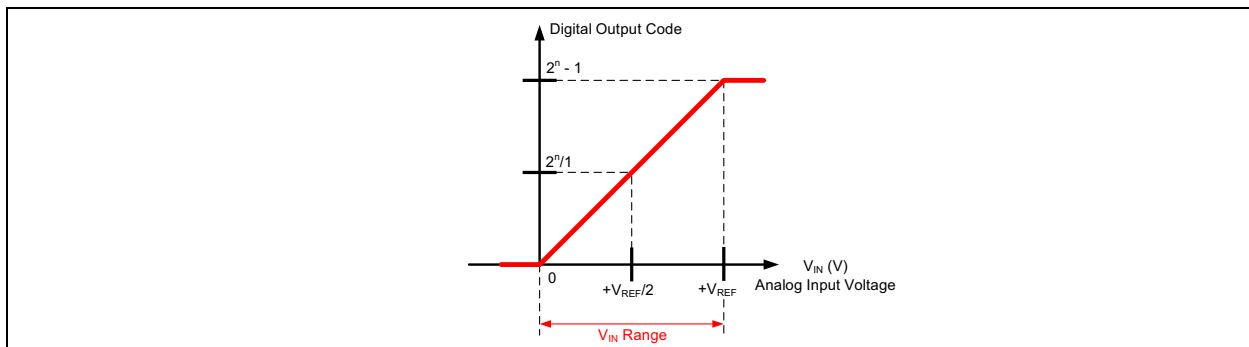 Digital Output Code
2ⁿ - 1
2ⁿ/1
0
+V_REF/2
+V_REF
V_IN (V)
Analog Input Voltage
V_IN Range